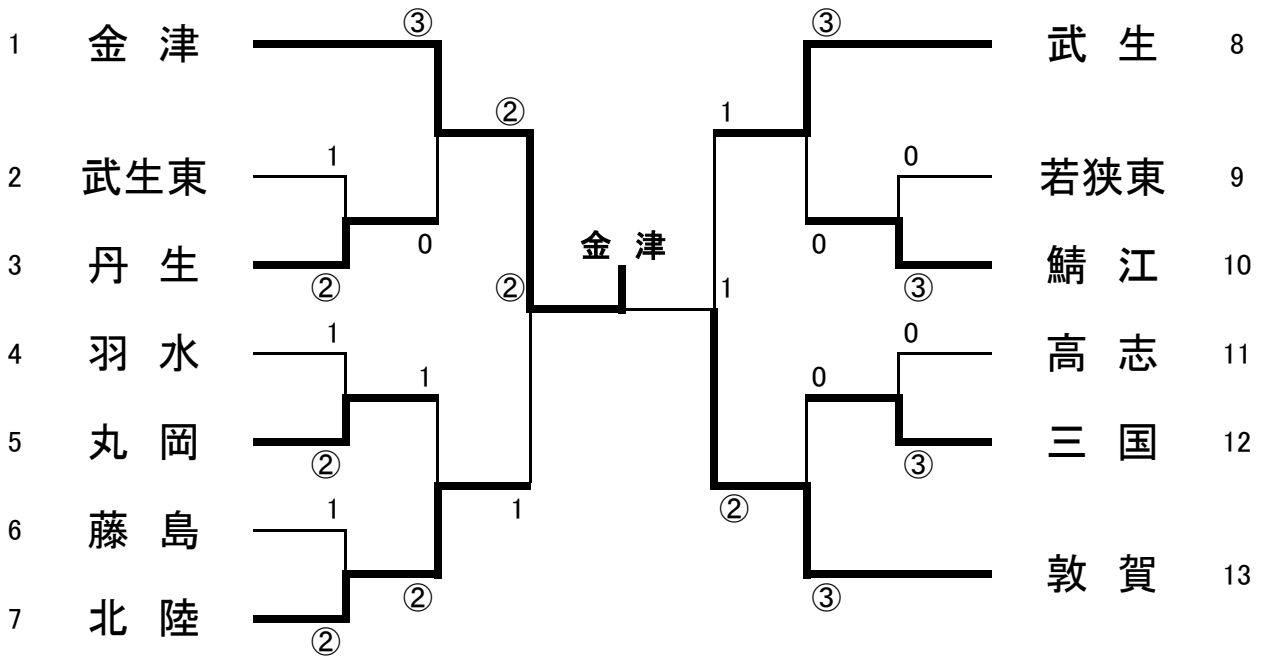 ③ ③
1 金 津 武 生 8
② 1
2 武生東 1 0 若狭東 9
0 金 津 0
3 丹 生 ② ② 1 ③ 鯖 江 10
4 羽 水 1 0 高 志 11
1 0
5 丸 岡 ② ③ 三 国 12
6 藤 島 1 1 ②
② ③ 敦 賀 13
7 北 陸 ②